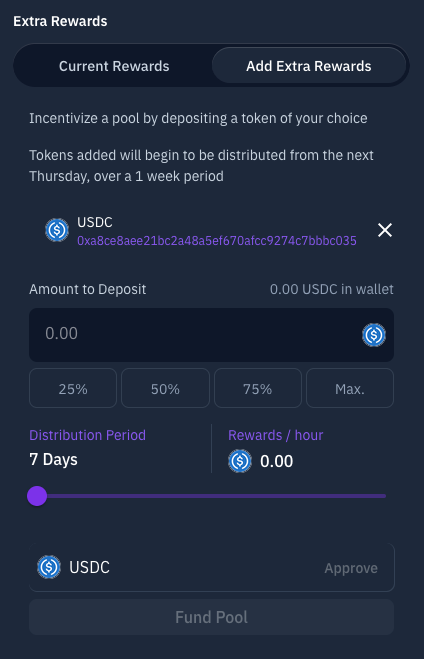 Extra Rewards
Current Rewards
Add Extra Rewards
Incentivize a pool by depositing a token of your choice
Tokens added will begin to be distributed from the next
Thursday, over a 1 week period
USDC
0xa8ce8aee21bc2a48a5ef670afcc9274c7bbbc035
Amount to Deposit
0.00 USDC in wallet
0.00
25%
50%
75%
Max.
Distribution Period
7 Days
Rewards / hour
0.00
USDC
Approve
Fund Pool